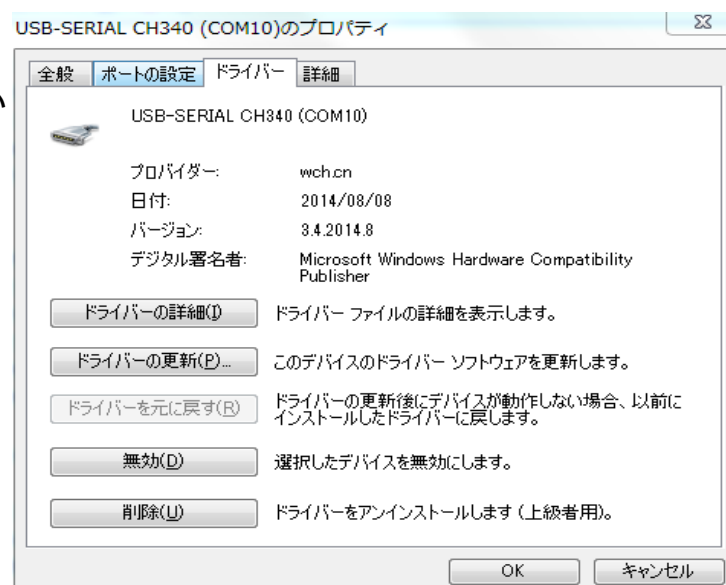 USB-SERIAL CH340 (COM10)のプロパティ
全般 ポートの設定 ドライバー 詳細
い
USB-SERIAL CH340 (COM10)
プロバイダー: wch.cn
日付: 2014/08/08
バージョン: 3.4.2014.8
デジタル署名者: Microsoft Windows Hardware Compatibility
Publisher
ドライバーの詳細(I) ドライバー ファイルの詳細を表示します。
ドライバーの更新(P)... このデバイスのドライバー ソフトウェアを更新します。
ドライバーを元に戻す(R) ドライバーの更新後にデバイスが動作しない場合、以前に
インストールしたドライバーに戻します。
無効(D) 選択したデバイスを無効にします。
削除(U) ドライバーをアンインストールします (上級者用)。
OK キャンセル